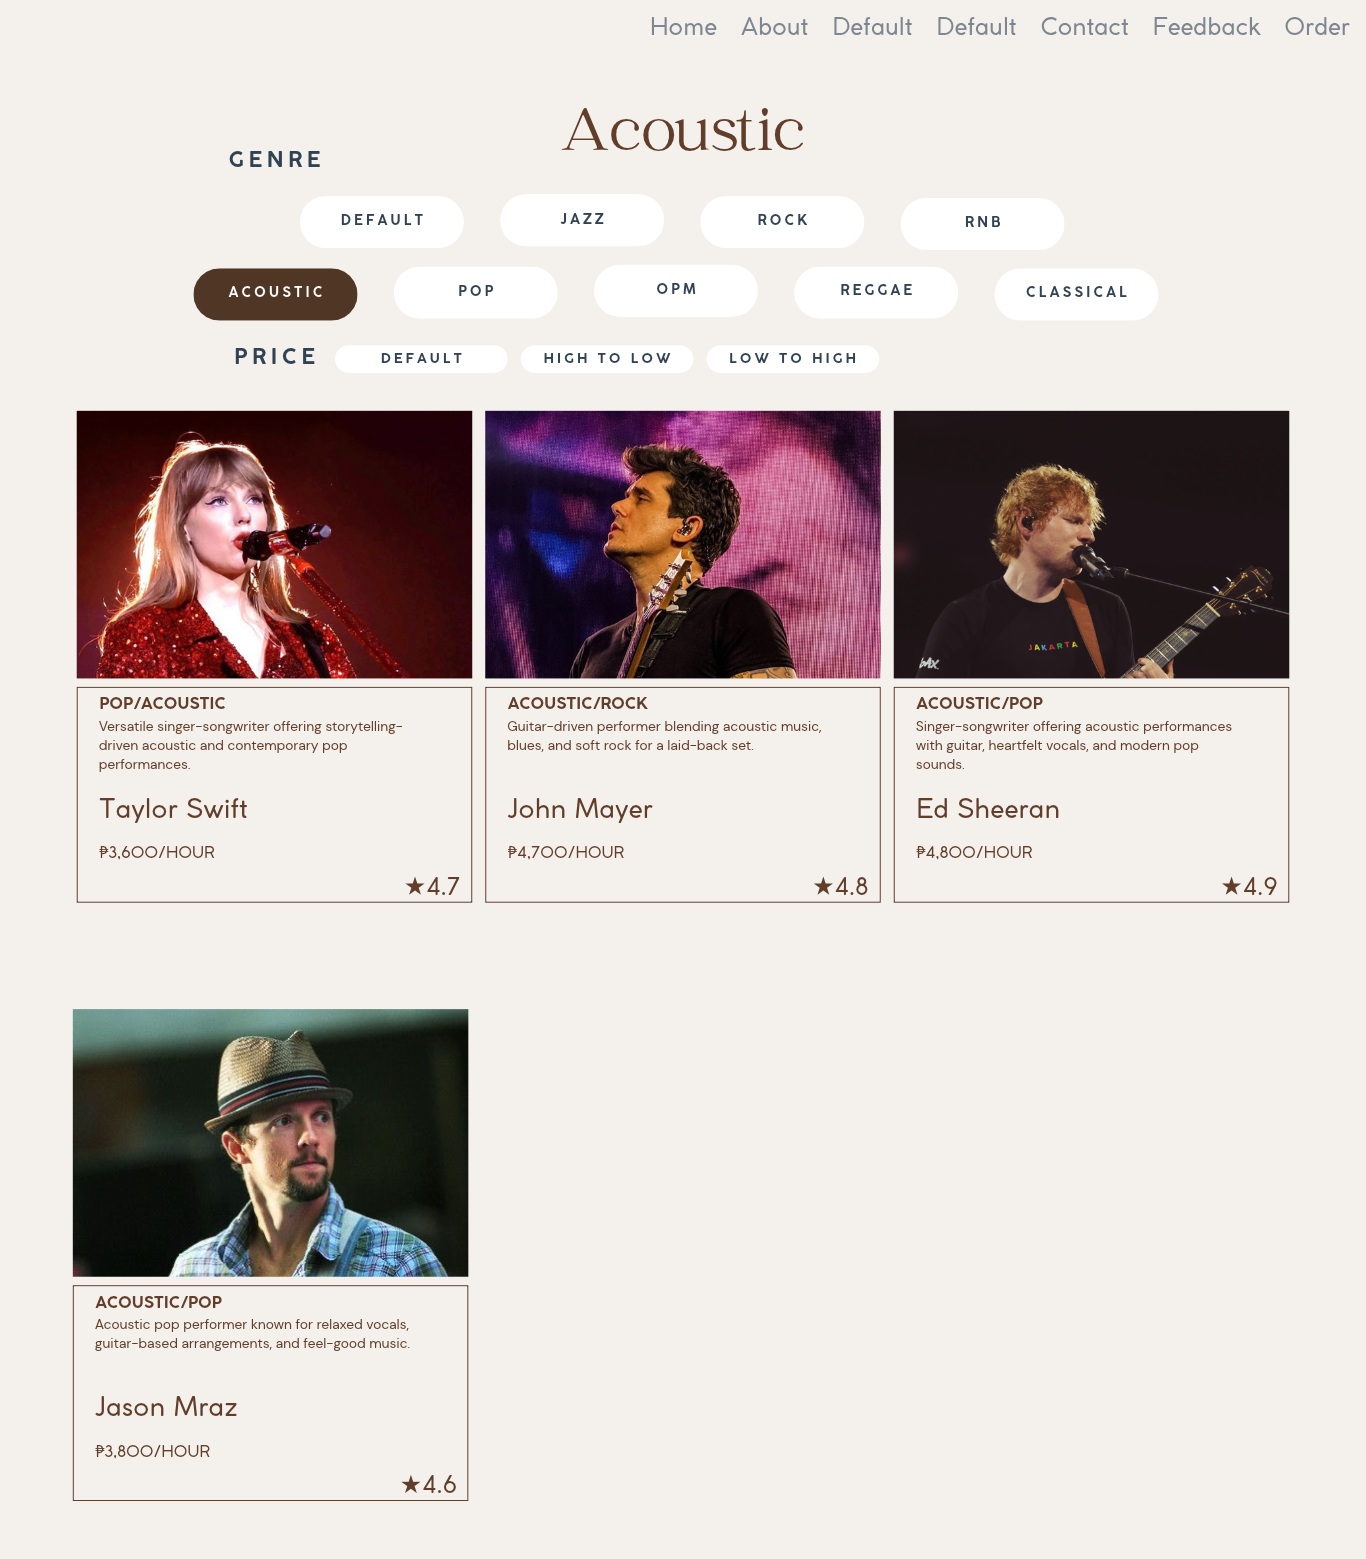 Home About Default Default Contact Feedback Order
Acoustic
GENRE
DEFAULT JAZZ ROCK RNB
ACOUSTIC POP OPM REGGAE CLASSICAL
PRICE DEFAULT HIGH TO LOW LOW TO HIGH
JAKARTA
POP/ACOUSTIC
Versatile singer-songwriter offering storytelling-
driven acoustic and contemporary pop
performances.
Taylor Swift
₱3,600/HOUR
★4.7
ACOUSTIC/ROCK
Guitar-driven performer blending acoustic music,
blues, and soft rock for a laid-back set.
John Mayer
₱4,700/HOUR
★4.8
ACOUSTIC/POP
Singer-songwriter offering acoustic performances
with guitar, heartfelt vocals, and modern pop
sounds.
Ed Sheeran
₱4,800/HOUR
★4.9
ACOUSTIC/POP
Acoustic pop performer known for relaxed vocals,
guitar-based arrangements, and feel-good music.
Jason Mraz
₱3,800/HOUR
★4.6